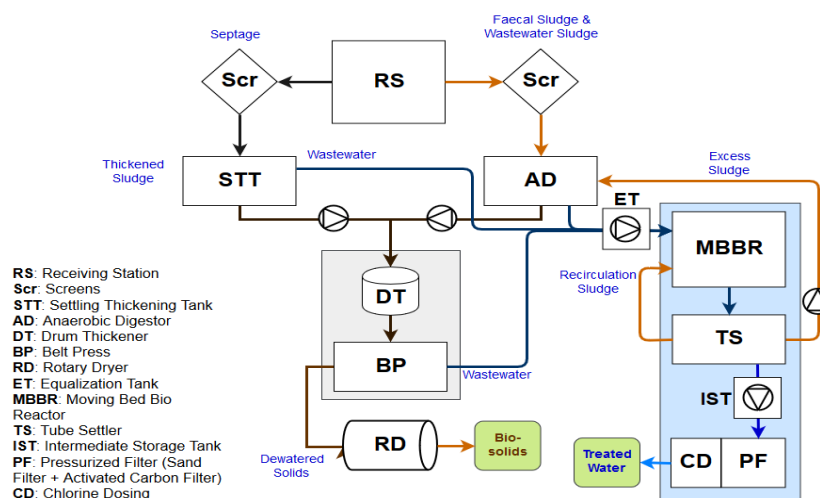 Septage
Faecal Sludge &
Wastewater Sludge
Scr
RS
Scr
Thickened
Sludge
Wastewater
Excess
Sludge
STT
AD
ET
MBBR
Recirculation
Sludge
DT
TS
BP
Wastewater
IST
RD
Bio-
solids
Dewatered
Solids
Treated
Water
CD
PF
RS: Receiving Station
Scr: Screens
STT: Settling Thickening Tank
AD: Anaerobic Digestor
DT: Drum Thickener
BP: Belt Press
RD: Rotary Dryer
ET: Equalization Tank
MBBR: Moving Bed Bio
Reactor
TS: Tube Settler
IST: Intermediate Storage Tank
PF: Pressurized Filter (Sand
Filter + Activated Carbon Filter)
CD: Chlorine Dosing